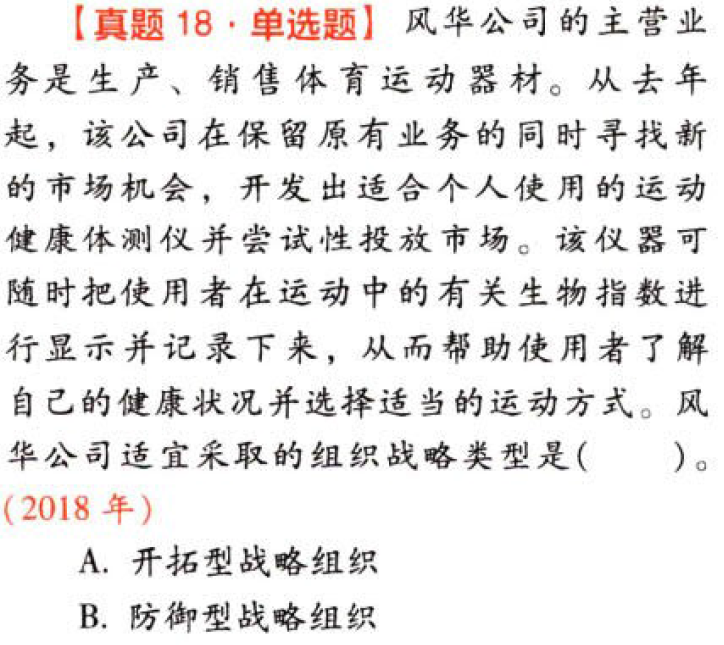 【真题 18·单选题】 风华公司的主营业
务是生产、销售体育运动器材。从去年
起，该公司在保留原有业务的同时寻找新
的市场机会，开发出适合个人使用的运动
健康体测仪并尝试性投放市场。该仪器可
随时把使用者在运动中的有关生物指数进
行显示并记录下来，从而帮助使用者了解
自己的健康状况并选择适当的运动方式。风
华公司适宜采取的组织战略类型是(　　)。
(2018 年)
A. 开拓型战略组织
B. 防御型战略组织